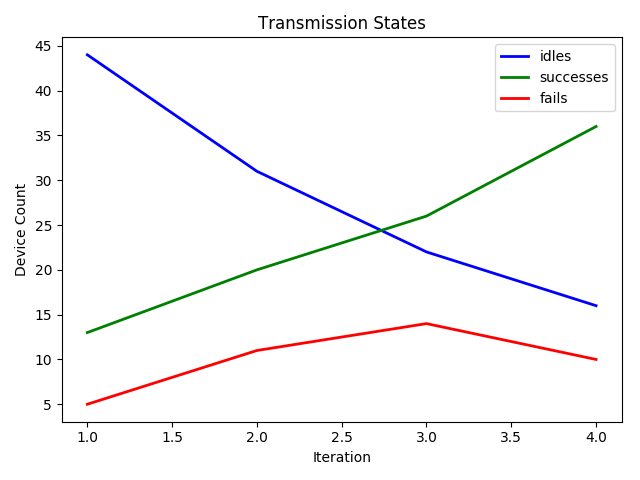 Transmission States
idles
successes
fails
Device Count
45
40
35
30
25
20
15
10
5
1.0 1.5 2.0 2.5 3.0 3.5 4.0
Iteration